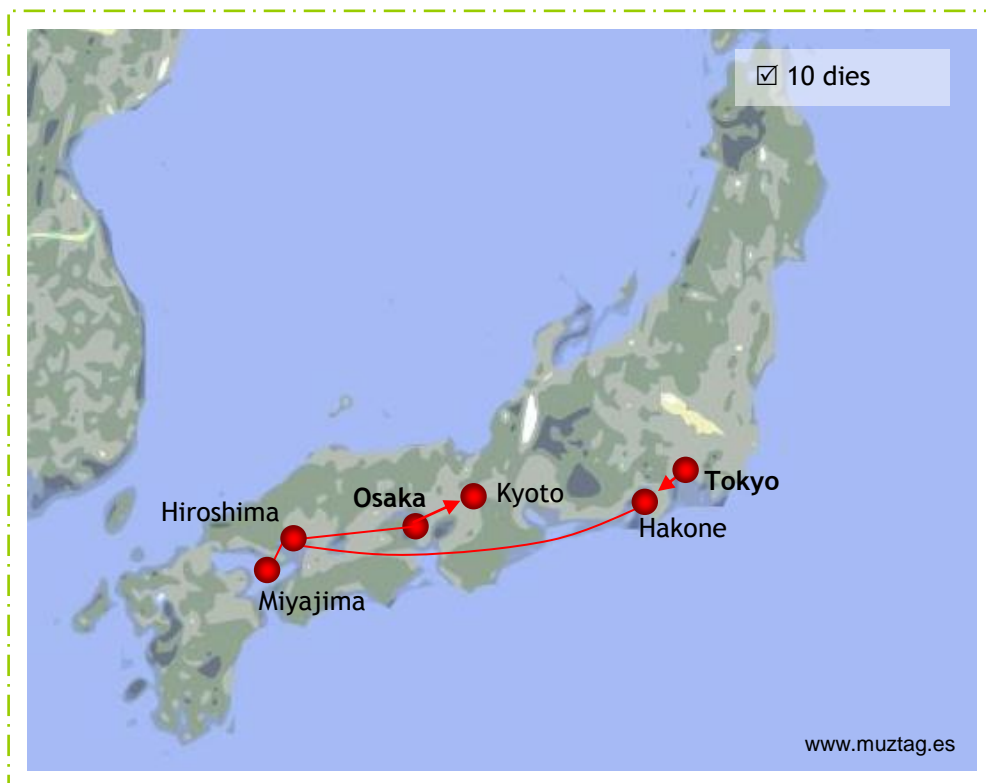 ☑ 10 dies
Tokyo
Kyoto
Osaka
Hiroshima
Hakone
Miyajima
www.muztag.es